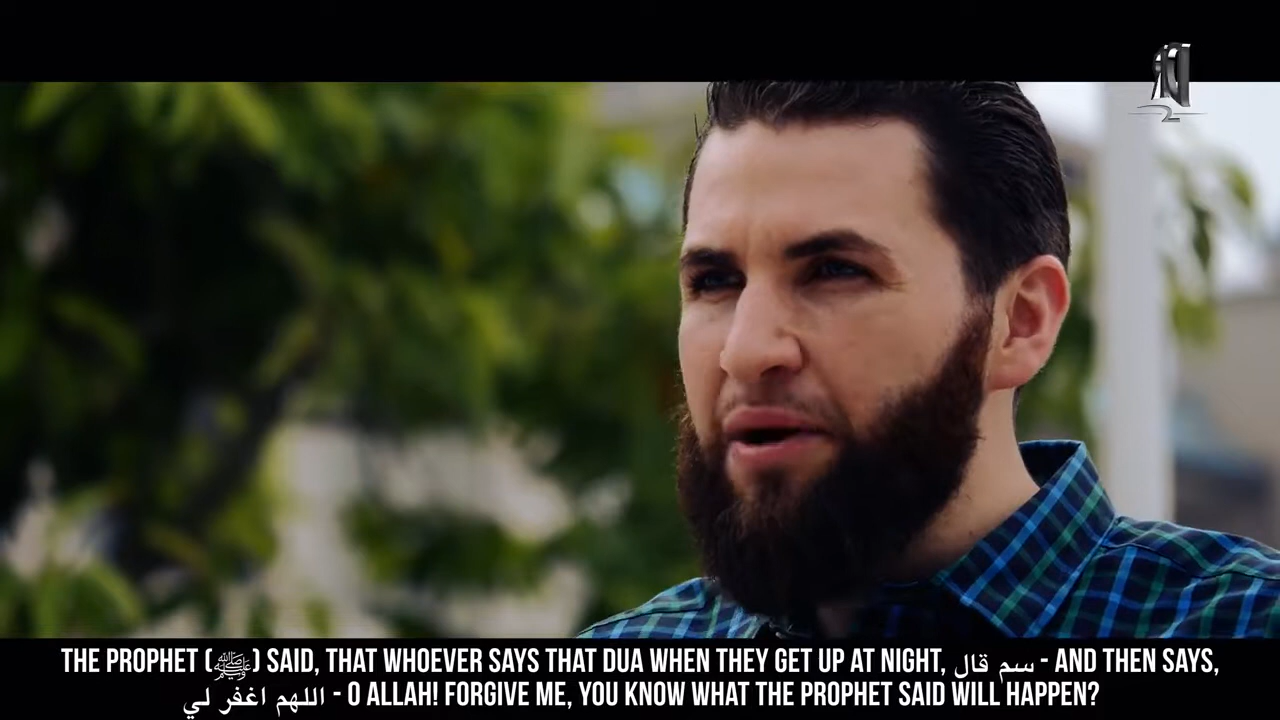 THE PROPHET (ﷺ) SAID, THAT WHOEVER SAYS THAT DUA WHEN THEY GET UP AT NIGHT, سم قال - AND THEN SAYS,
اللهم اغفر لي - O ALLAH! FORGIVE ME, YOU KNOW WHAT THE PROPHET SAID WILL HAPPEN?